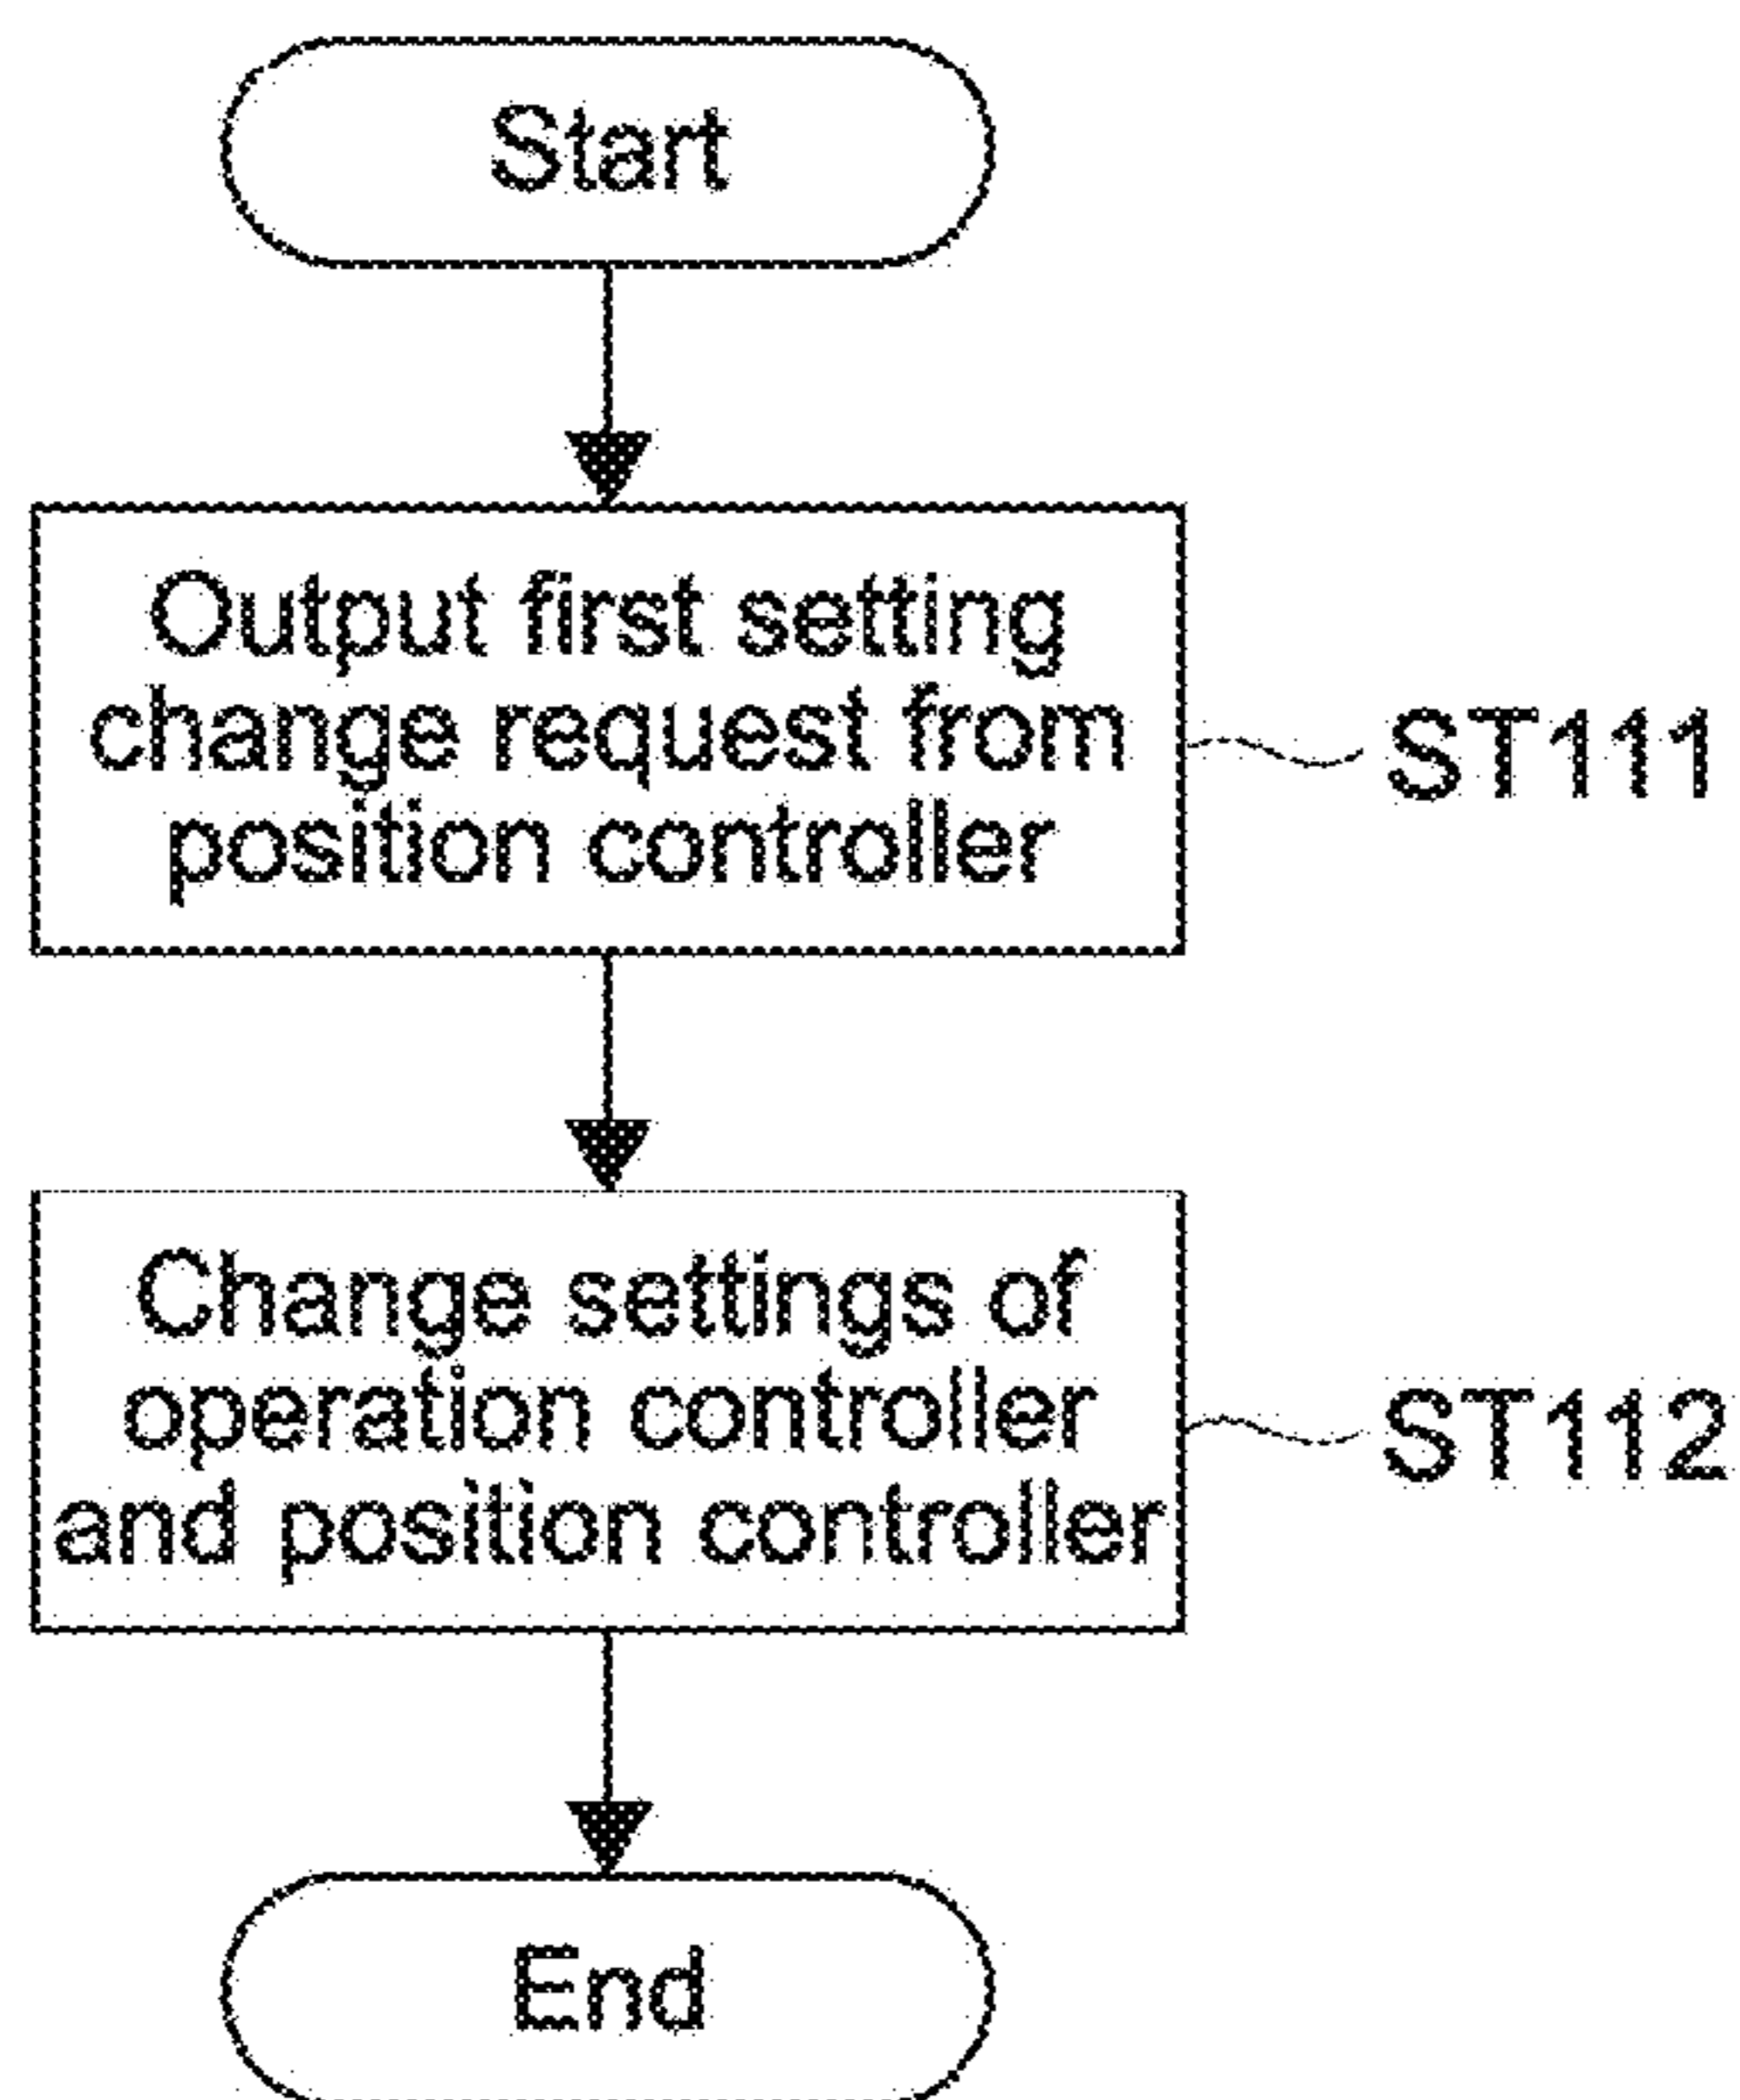 Start
Output first setting
change request from
position controller
ST111
Change settings of
operation controller
and position controller
ST112
End